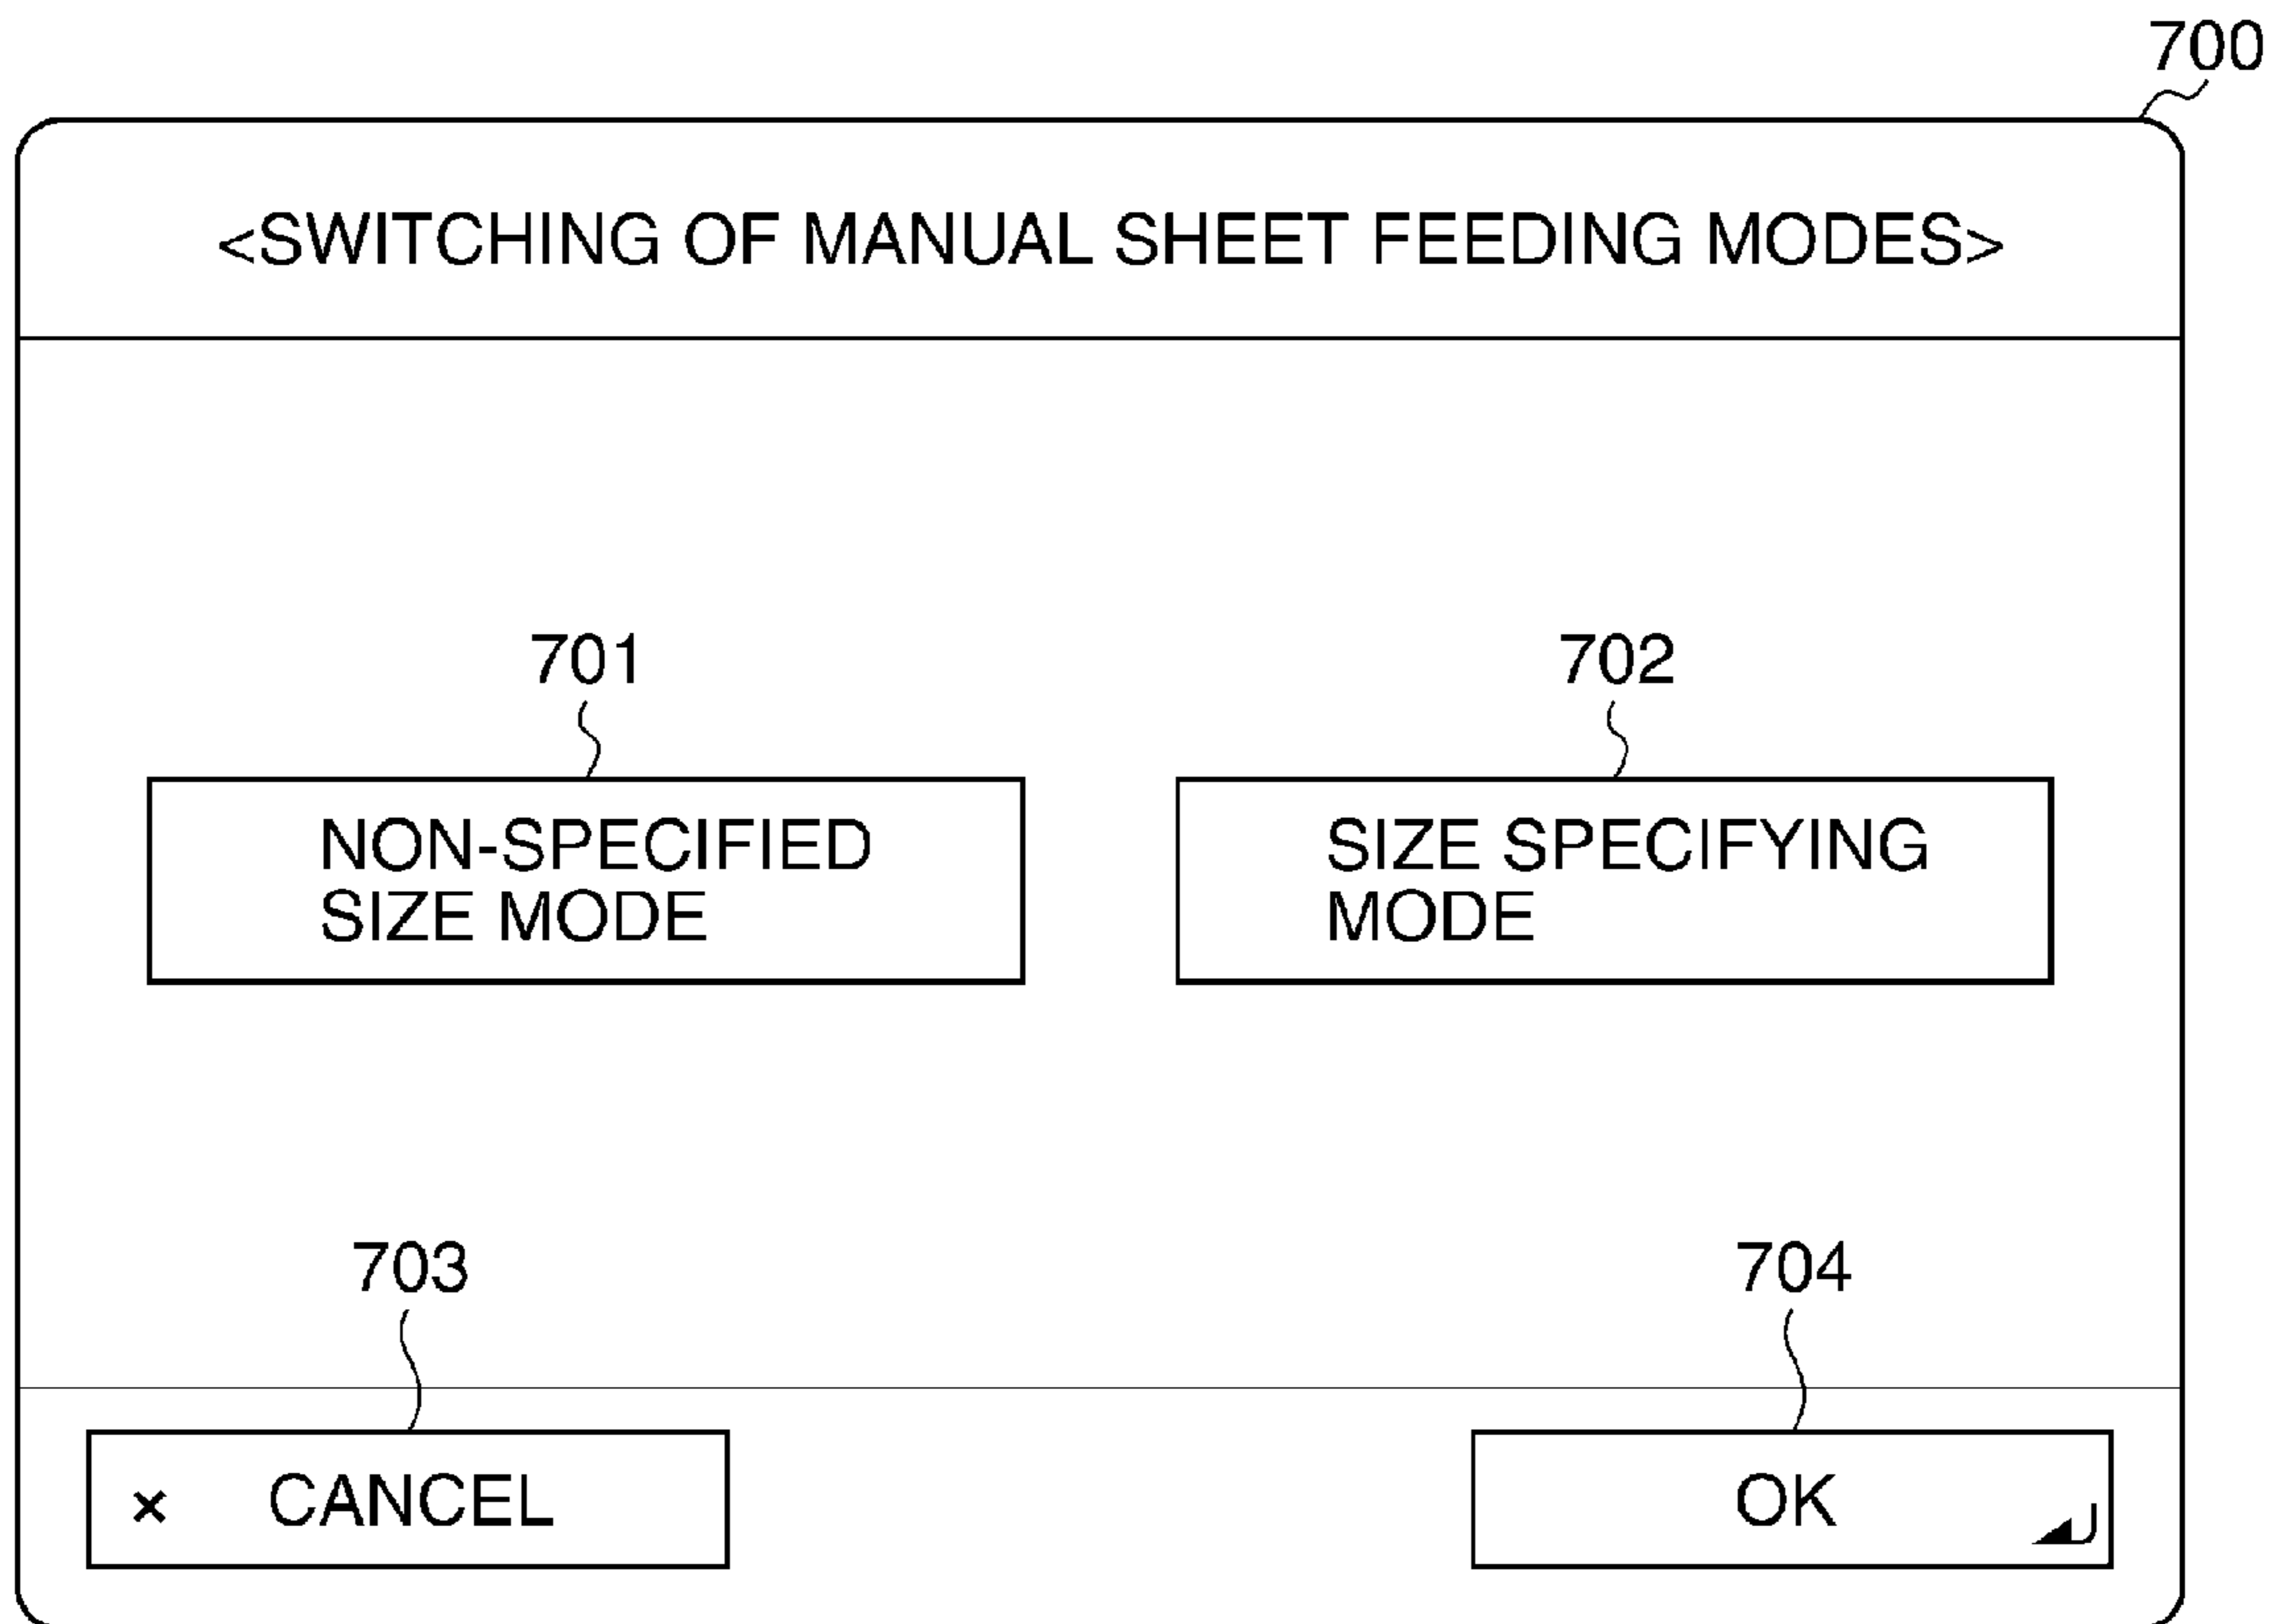 700
<SWITCHING OF MANUAL SHEET FEEDING MODES>
701
702
NON-SPECIFIED
SIZE MODE
SIZE SPECIFYING
MODE
703
704
× CANCEL
OK